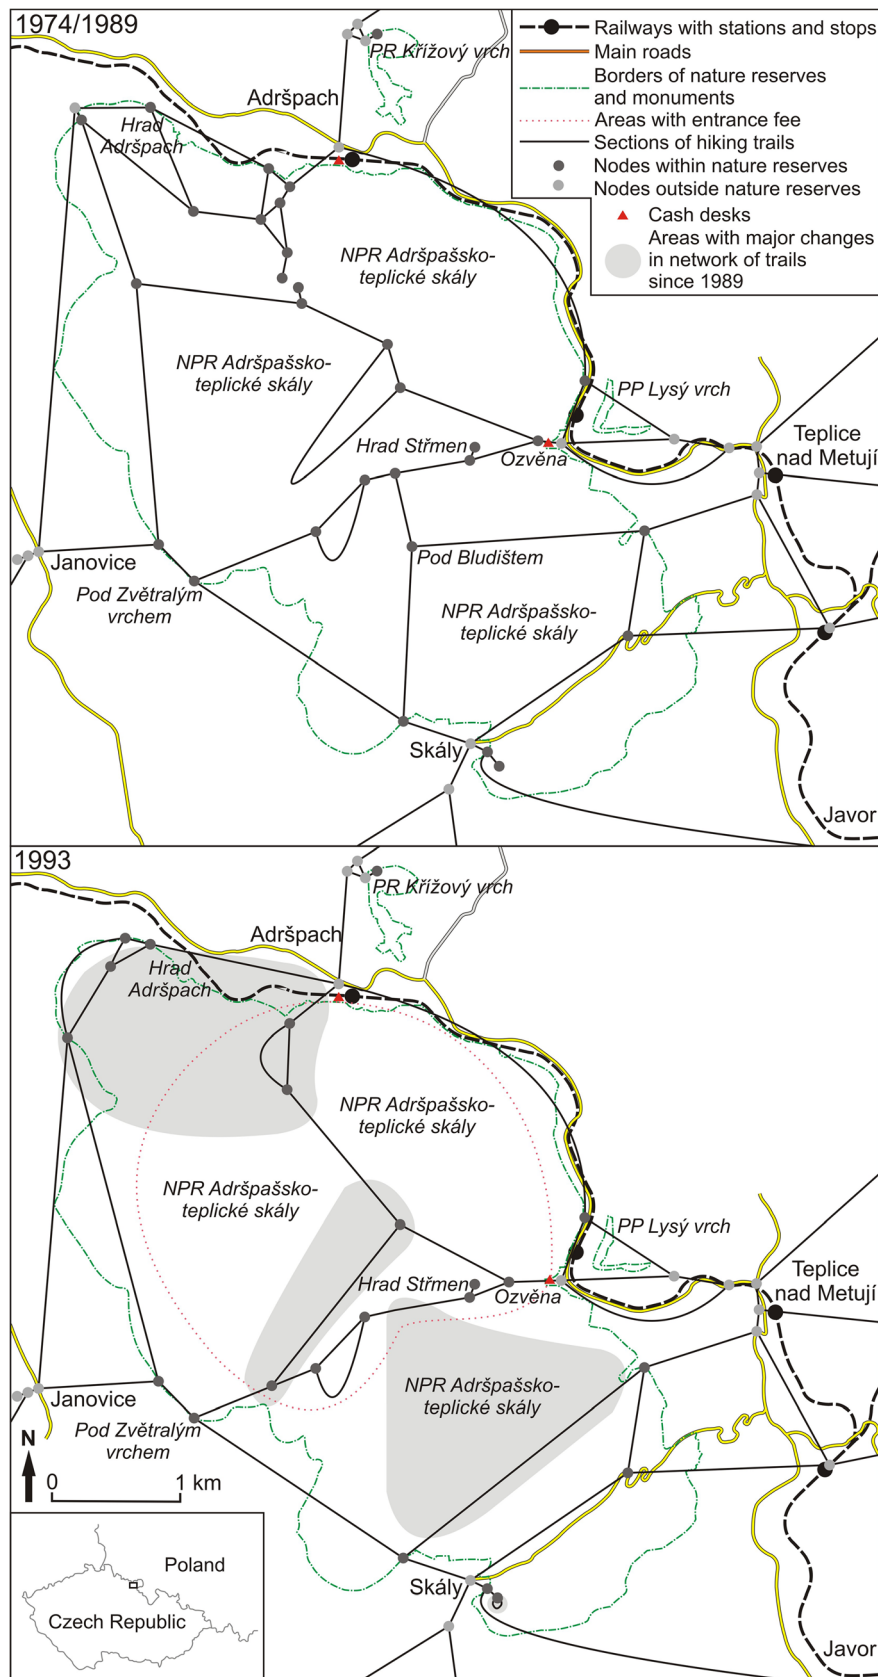 1974/1989
Railways with stations and stops
Main roads
Borders of nature reserves
and monuments
Areas with entrance fee
Sections of hiking trails
Nodes within nature reserves
Nodes outside nature reserves
Cash desks
Areas with major changes
in network of trails
since 1989
PR Křížový vrch
Adršpach
Hrad
Adršpach
NPR Adršpašsko-
teplické skály
NPR Adršpašsko-
teplické skály
PP Lysý vrch
Hrad Střmen
Ozvěna
Teplice
nad Metují
Janovice
Pod Bludištem
Pod Zvětralým
vrchem
NPR Adršpašsko-
teplické skály
Skály
Javor
1993
PR Křížový vrch
Adršpach
Hrad
Adršpach
NPR Adršpašsko-
teplické skály
NPR Adršpašsko-
teplické skály
PP Lysý vrch
Hrad Střmen
Ozvěna
Teplice
nad Metují
Janovice
NPR Adršpašsko-
teplické skály
Pod Zvětralým
vrchem
N
0 1 km
Skály
Poland
Czech Republic
Javor